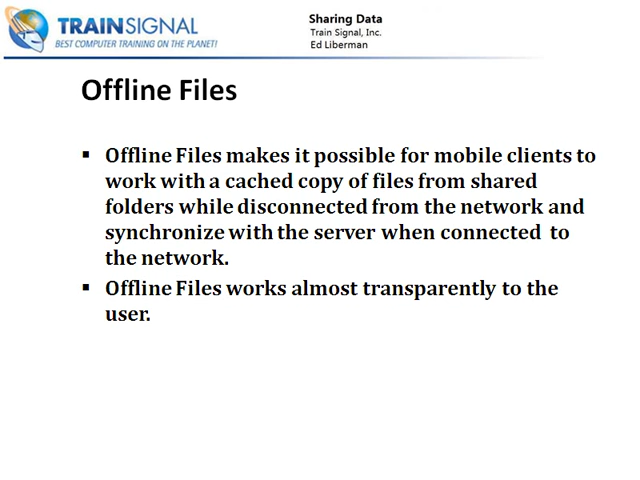 TRAINSIGNAL
BEST COMPUTER TRAINING ON THE PLANET!
Sharing Data
Train Signal, Inc.
Ed Liberman
Offline Files
▪ Offline Files makes it possible for mobile clients to
work with a cached copy of files from shared
folders while disconnected from the network and
synchronize with the server when connected to
the network.
▪ Offline Files works almost transparently to the
user.